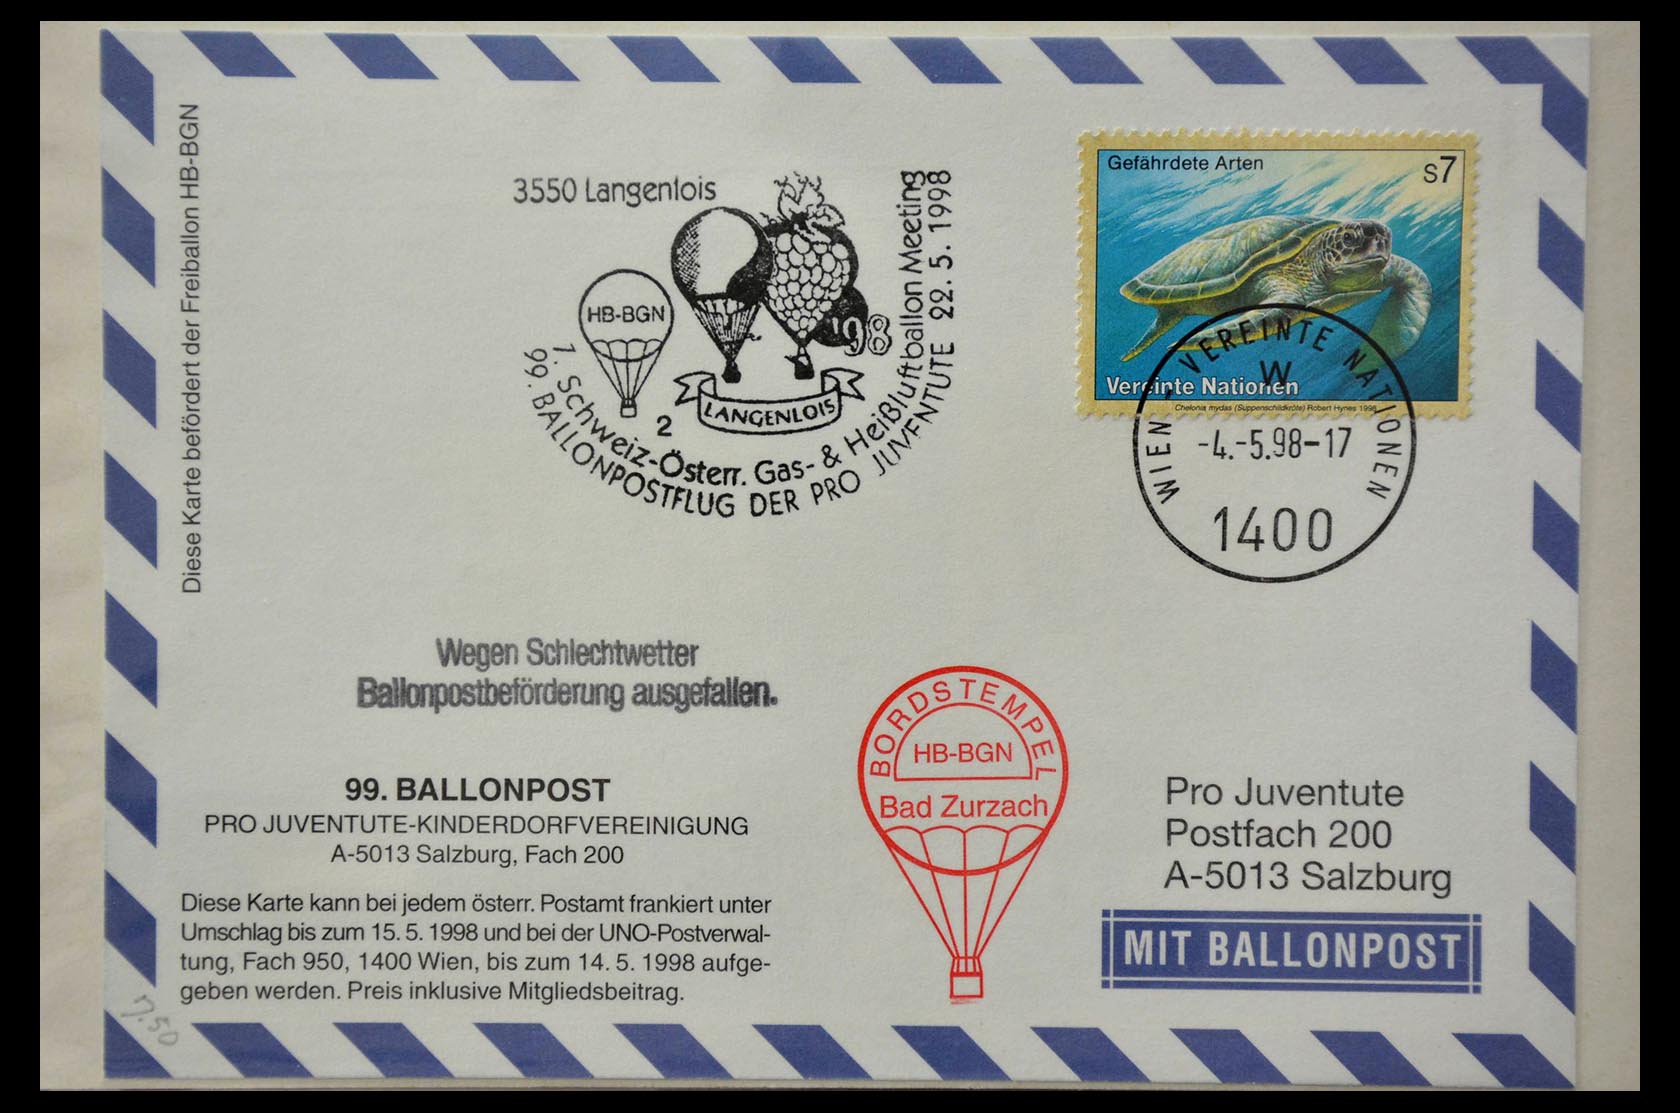 Diese Karte befördert der Freiballon HB-BGN
3550 Langenlois
HB-BGN
'98
LANGENLOIS
2
1. Schweiz-Österr. Gas- & Heißluftballon Meeting
99. BALLONPOSTFLUG DER PRO JUVENTUTE 22. 5. 1998
Gefährdete Arten
S7
Vereinte Nationen
Chelonia mydas (Suppenschildkröte) Robert Hynes 1996
WIEN - VEREINTE NATIONEN
W
-4.-5.98-17
1400
Wegen Schlechtwetter
Ballonpostbeförderung ausgefallen.
99. BALLONPOST
PRO JUVENTUTE-KINDERDORFVEREINIGUNG
A-5013 Salzburg, Fach 200
Diese Karte kann bei jedem österr. Postamt frankiert unter
Umschlag bis zum 15. 5. 1998 und bei der UNO-Postverwal-
tung, Fach 950, 1400 Wien, bis zum 14. 5. 1998 aufge-
geben werden. Preis inklusive Mitgliedsbeitrag.
7.50
BORDSTEMPEL
HB-BGN
Bad Zurzach
Pro Juventute
Postfach 200
A-5013 Salzburg
MIT BALLONPOST